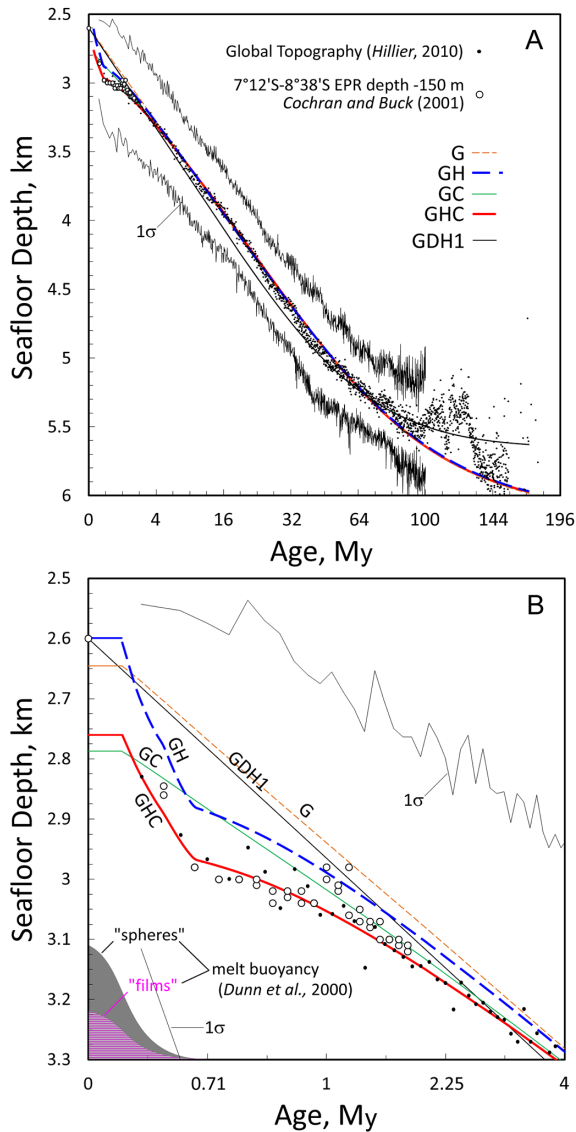 A
Global Topography (Hillier, 2010)
7°12'S-8°38'S EPR depth -150 m
Cochran and Buck (2001)
G
GH
GC
GHC
GDH1
1σ
Seafloor Depth, km
2.5
3
3.5
4
4.5
5
5.5
6
0
4
16
32
64
100
144
196
Age, My
B
Seafloor Depth, km
2.5
2.6
2.7
2.8
2.9
3.0
3.1
3.2
3.3
GH
GC
GHC
GDH1
G
1σ
"spheres"
"films"
melt buoyancy
(Dunn et al., 2000)
1σ
0
0.71
1
2.25
4
Age, My